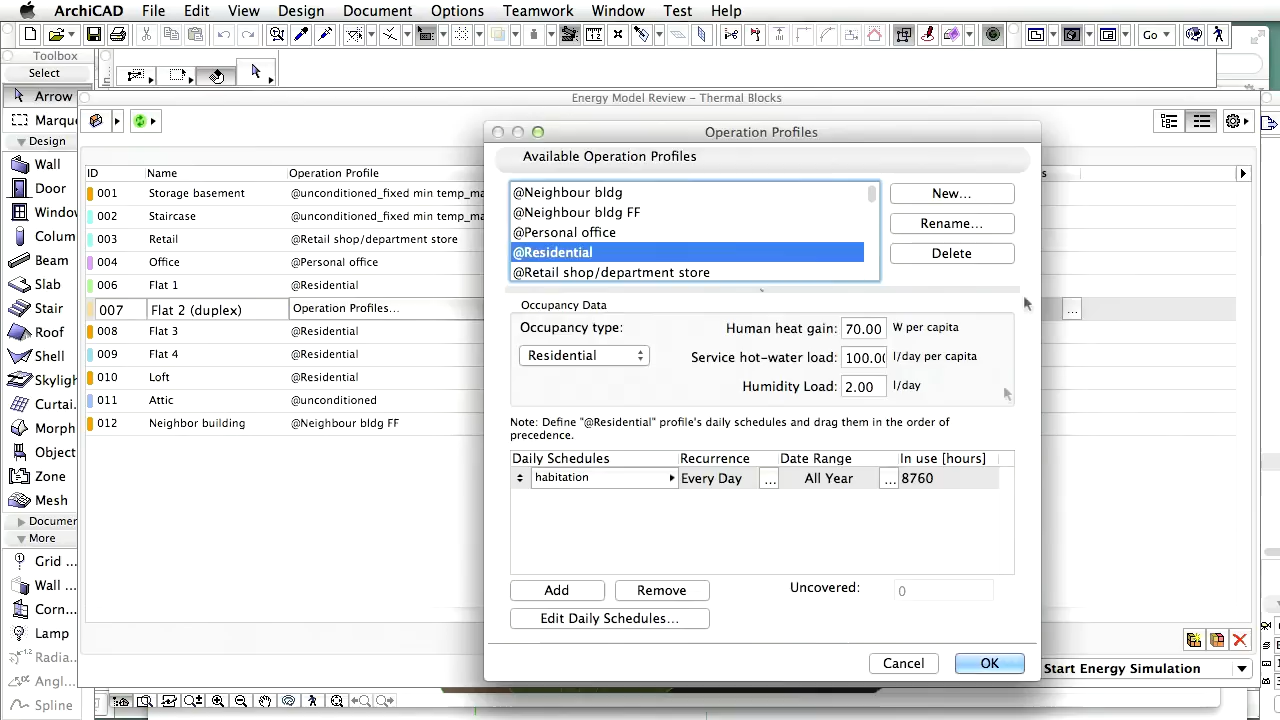 ArchiCAD File Edit View Design Document Options Teamwork Window Test Help
Go
Toolbox
Select
Arrow
Marque
Design
Wall
Door
Window
Colum
Beam
Slab
Stair
Roof
Shell
Skyligh
Curtai
Morph
Object
Zone
Mesh
Documen
More
Grid ...
Wall ...
Corn...
Lamp
Radia...
Angl...
Spline
Energy Model Review – Thermal Blocks
ID Name Operation Profile
001 Storage basement @unconditioned_fixed min temp_ma
002 Staircase @unconditioned_fixed min temp_m
003 Retail @Retail shop/department store
004 Office @Personal office
006 Flat 1 @Residential
007 Flat 2 (duplex) Operation Profiles... ...
008 Flat 3 @Residential
009 Flat 4 @Residential
010 Loft @Residential
011 Attic @unconditioned
012 Neighbor building @Neighbour bldg FF
Start Energy Simulation
Operation Profiles
Available Operation Profiles
@Neighbour bldg
@Neighbour bldg FF
@Personal office
@Residential
@Retail shop/department store
New...
Rename...
Delete
Occupancy Data
Occupancy type:
Residential
Human heat gain: 70.00 W per capita
Service hot-water load: 100.00 l/day per capita
Humidity Load: 2.00 l/day
Note: Define "@Residential" profile's daily schedules and drag them in the order of
precedence.
Daily Schedules Recurrence Date Range In use [hours]
habitation Every Day ... All Year ... 8760
Add Remove Uncovered: 0
Edit Daily Schedules...
Cancel OK